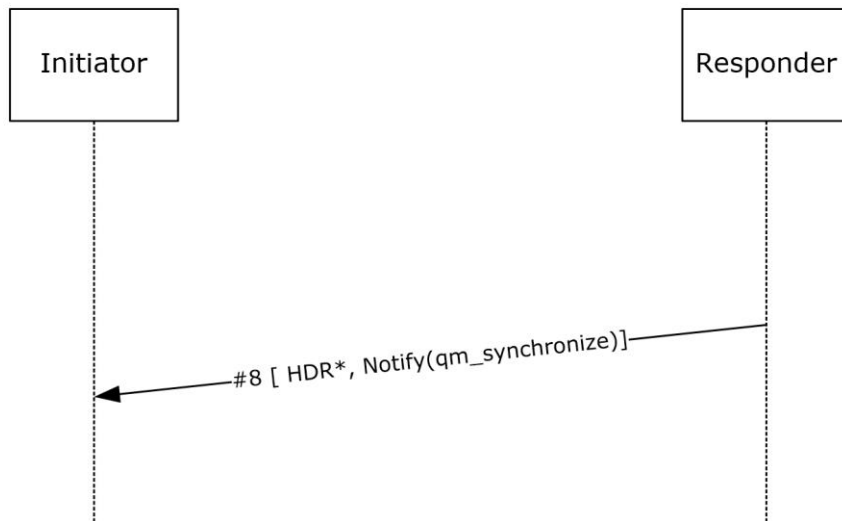 Initiator
Responder
#8 [ HDR*, Notify(qm_synchronize)]